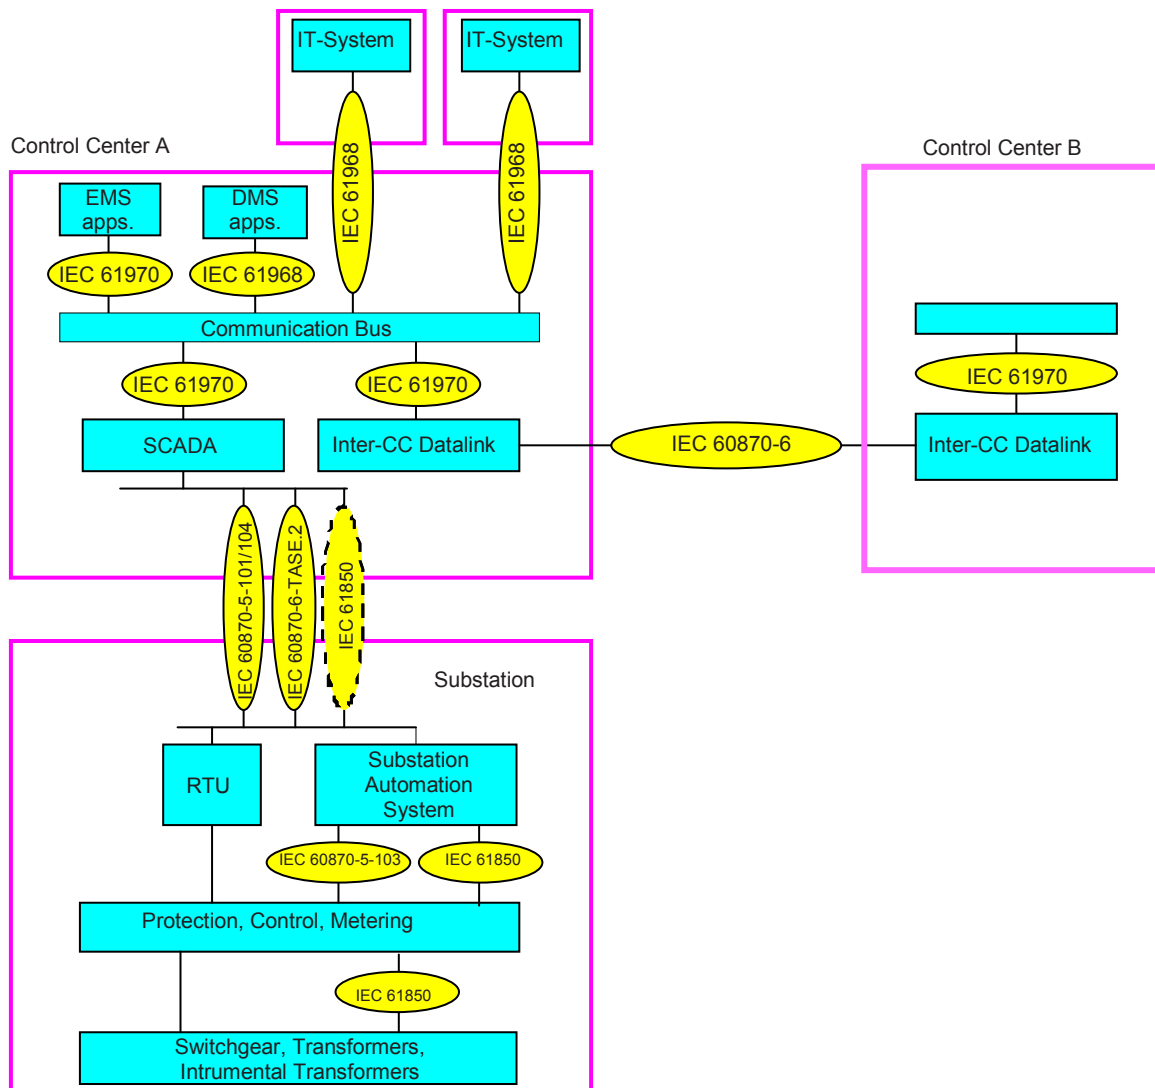 IT-System
IT-System
Control Center A
Control Center B
IEC 61968
IEC 61968
EMS
apps.
DMS
apps.
IEC 61970
IEC 61968
Communication Bus
IEC 61970
IEC 61970
IEC 61970
SCADA
Inter-CC Datalink
IEC 60870-6
Inter-CC Datalink
IEC 60870-5-101/104
IEC 60870-6-TASE.2
IEC 61850
Substation
RTU
Substation
Automation
System
IEC 60870-5-103
IEC 61850
Protection, Control, Metering
IEC 61850
Switchgear, Transformers,
Intrumental Transformers